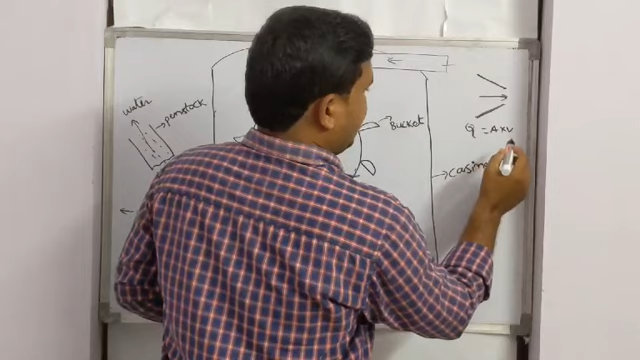 water
penstock
Bucket
Q = A×V
casing